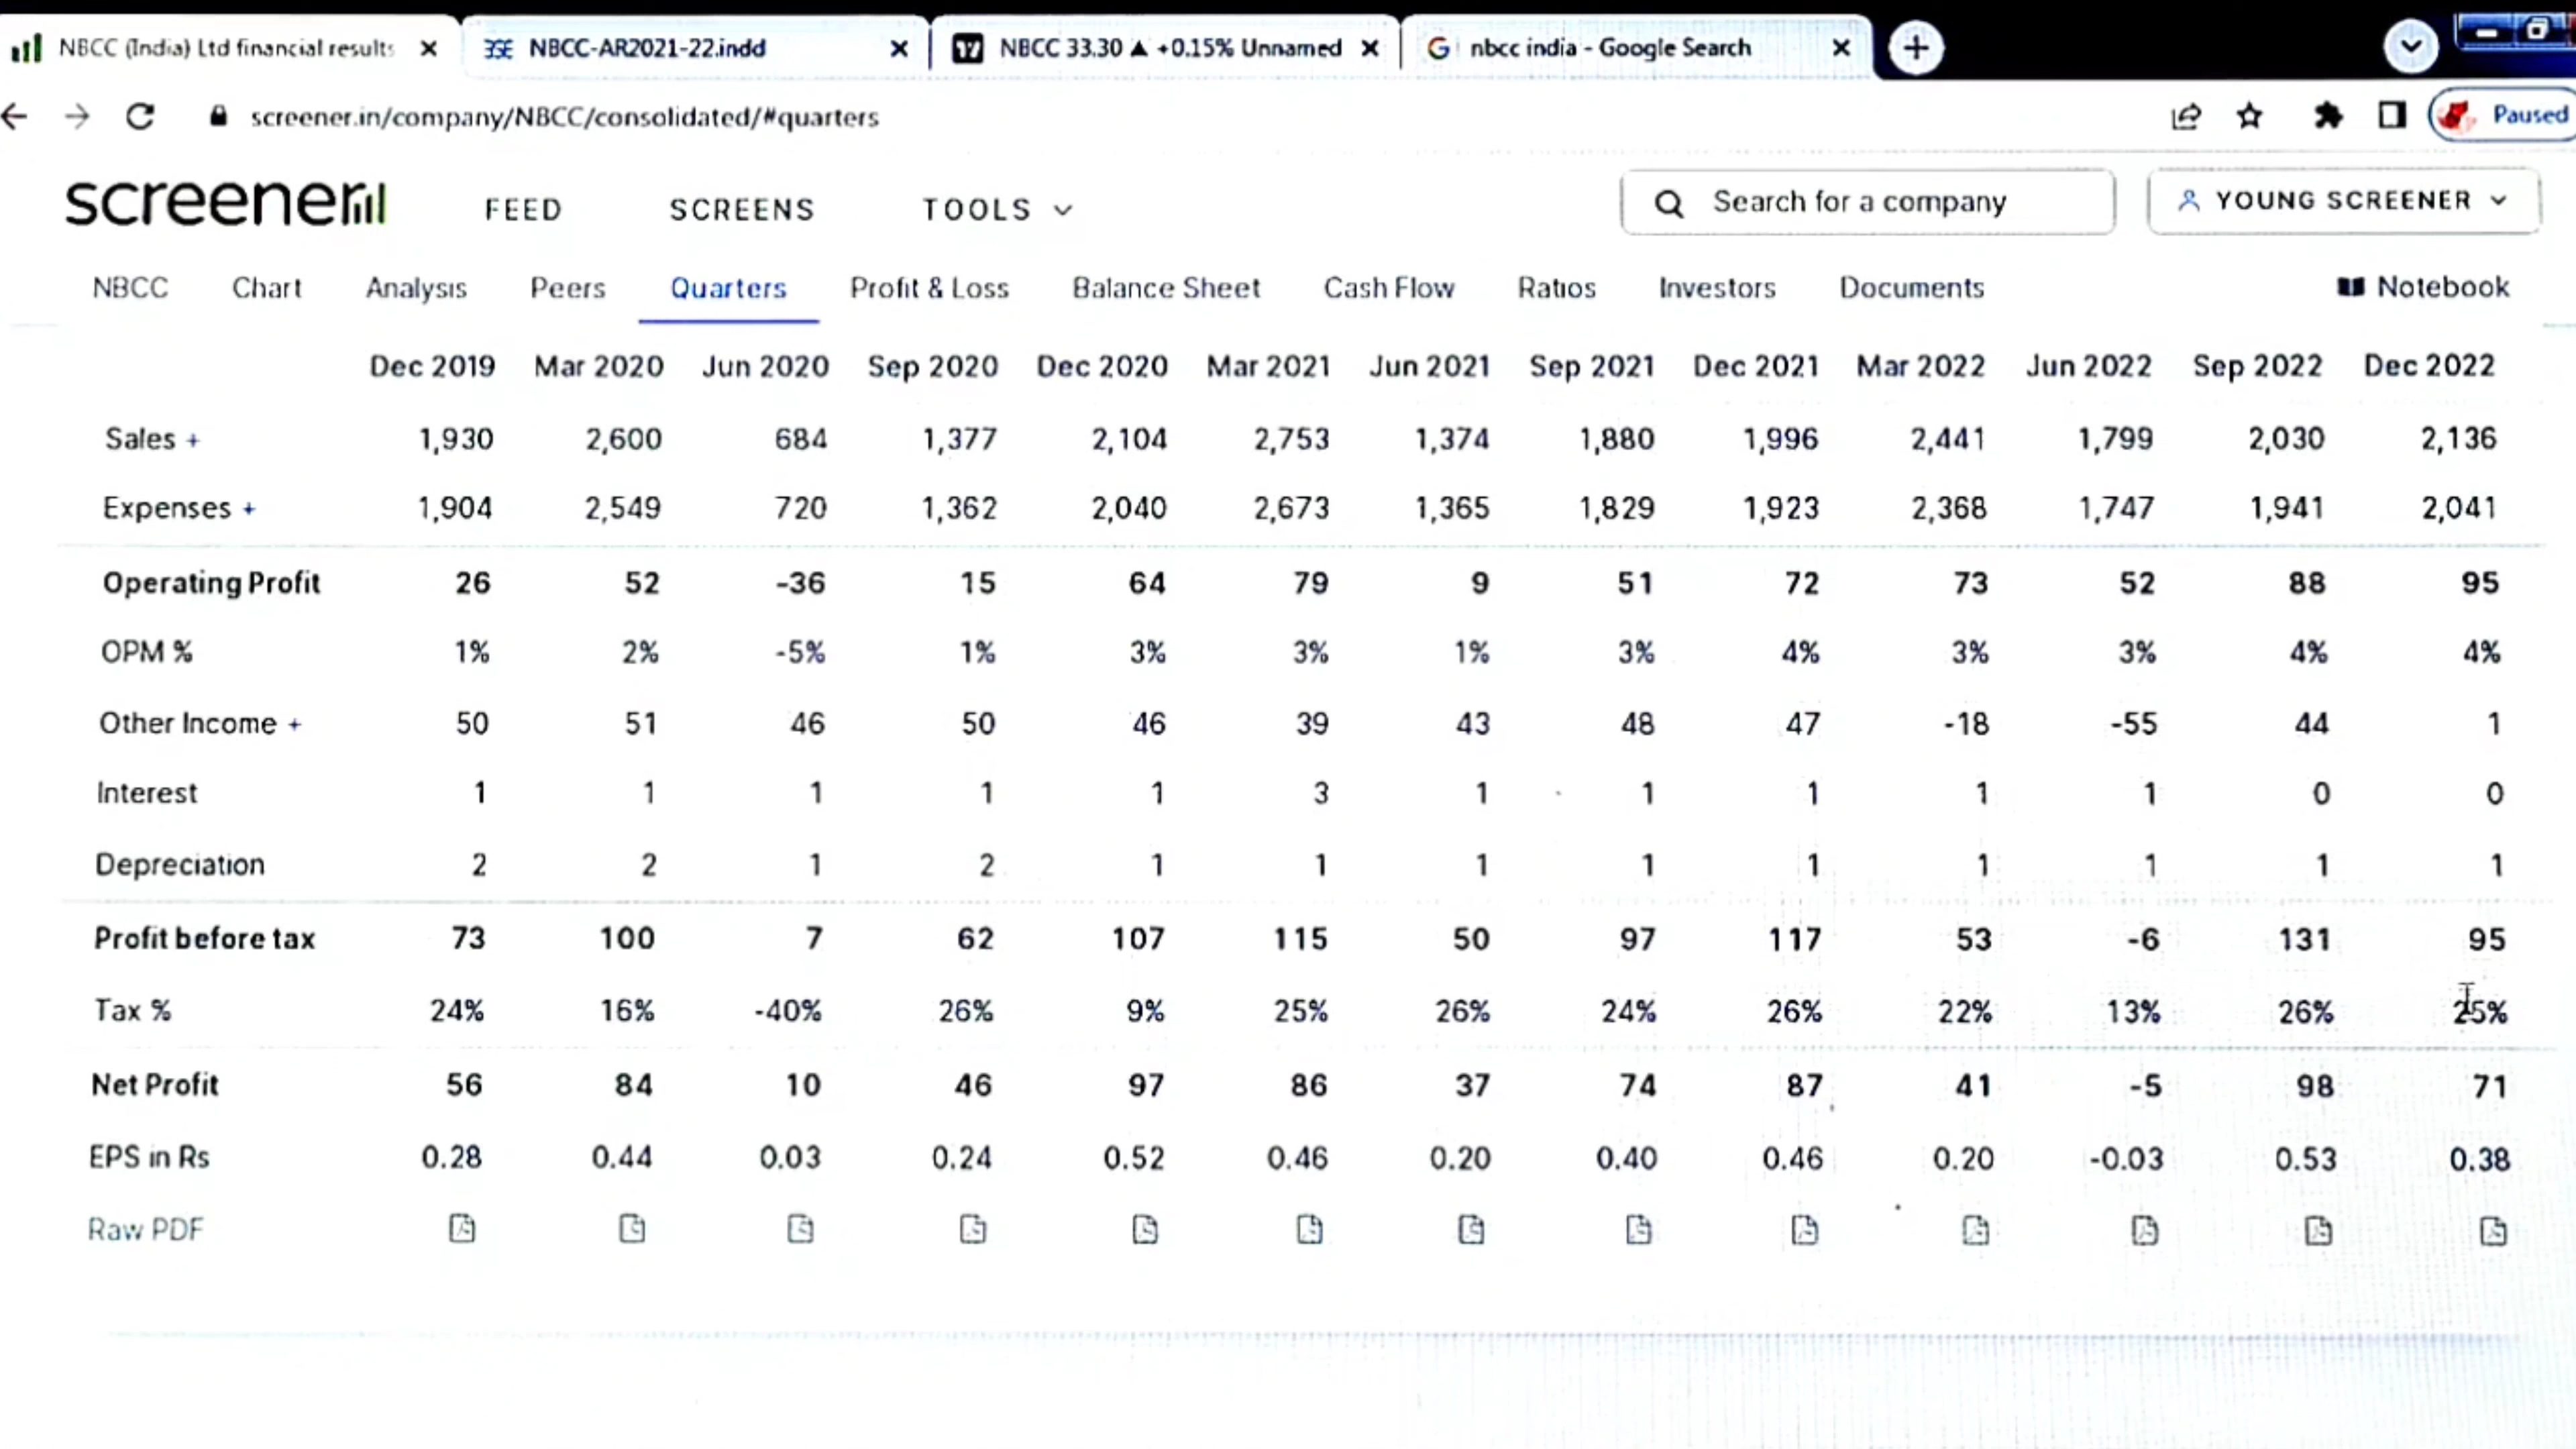 NBCC (India) Ltd financial results
NBCC-AR2021-22.indd
NBCC 33.30 ▲ +0.15% Unnamed
nbcc india - Google Search
screener.in/company/NBCC/consolidated/#quarters
Paused
screener
FEED
SCREENS
TOOLS
Search for a company
YOUNG SCREENER
NBCC Chart Analysis Peers Quarters Profit & Loss Balance Sheet Cash Flow Ratios Investors Documents Notebook
Dec 2019 Mar 2020 Jun 2020 Sep 2020 Dec 2020 Mar 2021 Jun 2021 Sep 2021 Dec 2021 Mar 2022 Jun 2022 Sep 2022 Dec 2022
Sales + 1,930 2,600 684 1,377 2,104 2,753 1,374 1,880 1,996 2,441 1,799 2,030 2,136
Expenses + 1,904 2,549 720 1,362 2,040 2,673 1,365 1,829 1,923 2,368 1,747 1,941 2,041
Operating Profit 26 52 -36 15 64 79 9 51 72 73 52 88 95
OPM % 1% 2% -5% 1% 3% 3% 1% 3% 4% 3% 3% 4% 4%
Other Income + 50 51 46 50 46 39 43 48 47 -18 -55 44 1
Interest 1 1 1 1 1 3 1 1 1 1 1 0 0
Depreciation 2 2 1 2 1 1 1 1 1 1 1 1 1
Profit before tax 73 100 7 62 107 115 50 97 117 53 -6 131 95
Tax % 24% 16% -40% 26% 9% 25% 26% 24% 26% 22% 13% 26% 25%
Net Profit 56 84 10 46 97 86 37 74 87 41 -5 98 71
EPS in Rs 0.28 0.44 0.03 0.24 0.52 0.46 0.20 0.40 0.46 0.20 -0.03 0.53 0.38
Raw PDF